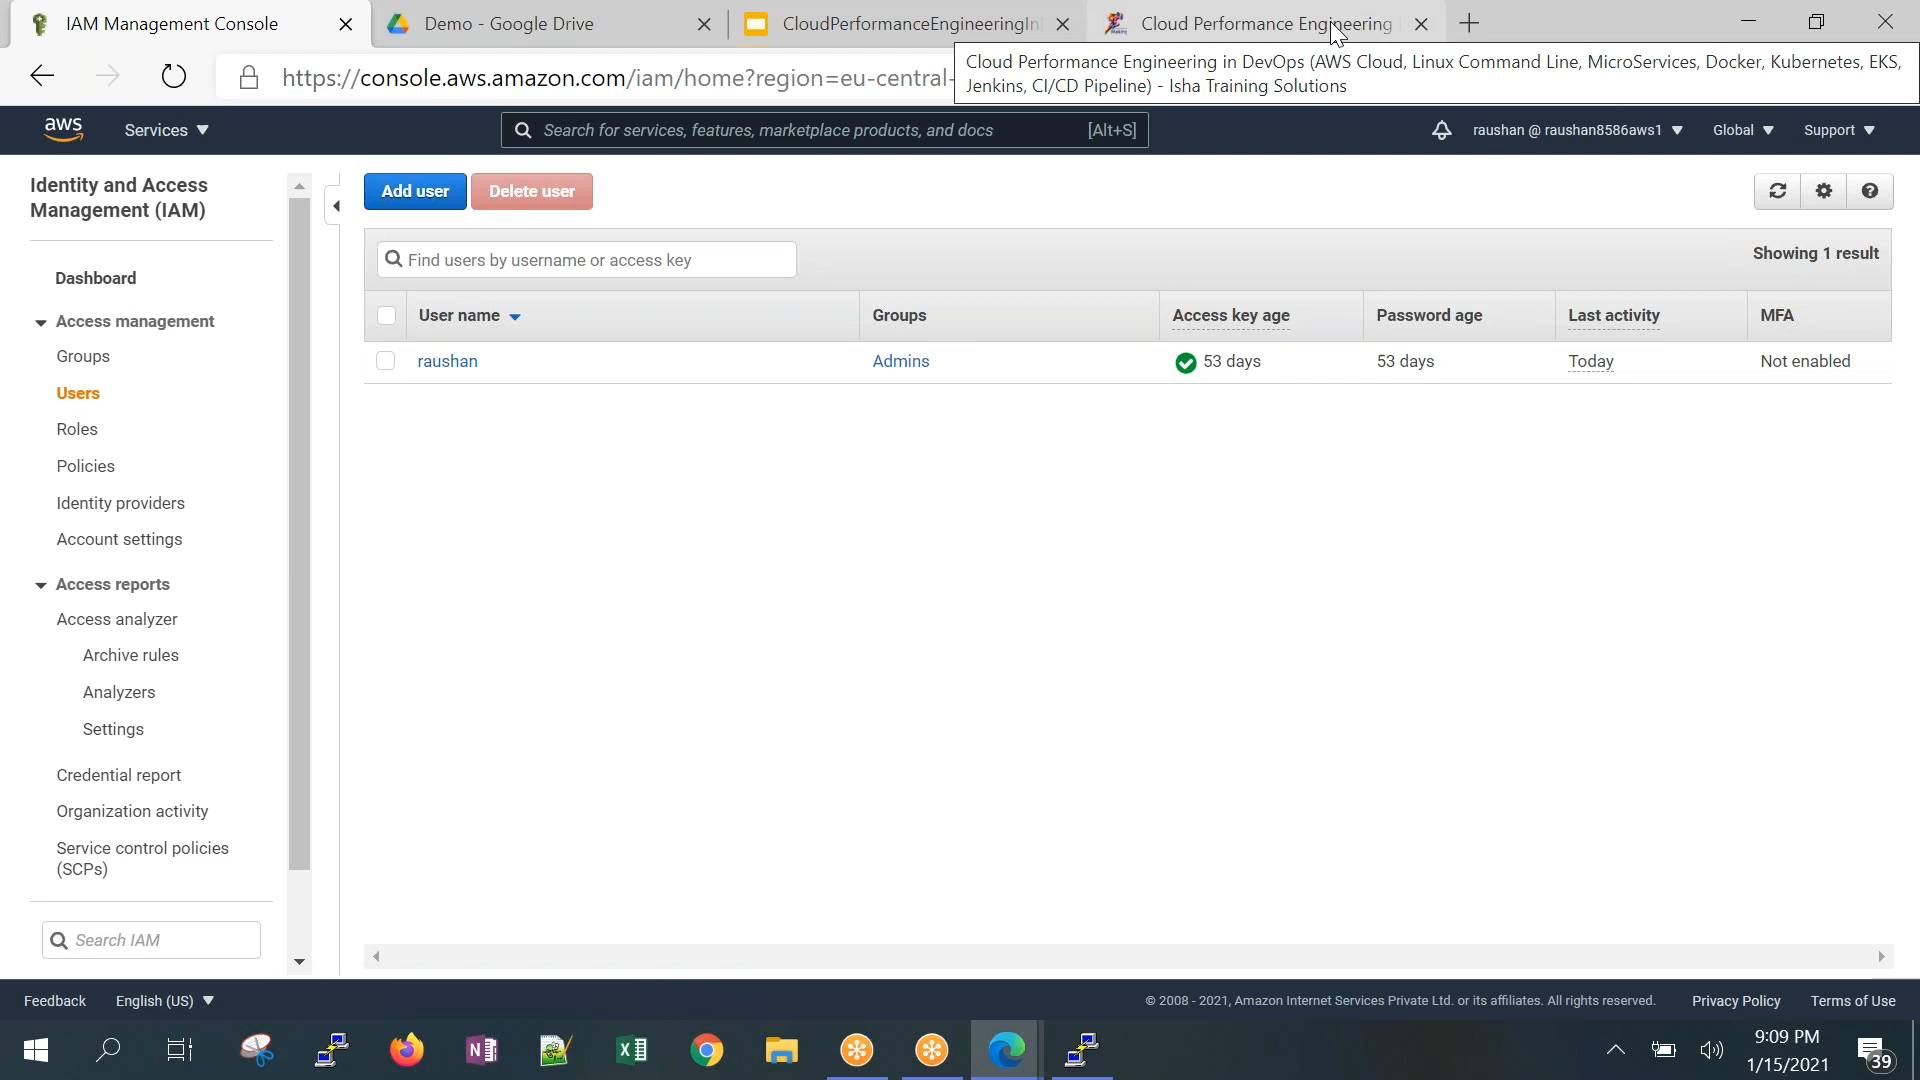 IAM Management Console
Demo - Google Drive
CloudPerformanceEngineeringIn
Cloud Performance Engineering
https://console.aws.amazon.com/iam/home?region=eu-central-
Cloud Performance Engineering in DevOps (AWS Cloud, Linux Command Line, MicroServices, Docker, Kubernetes, EKS,
Jenkins, CI/CD Pipeline) - Isha Training Solutions
aws
Services
Search for services, features, marketplace products, and docs
[Alt+S]
raushan @ raushan8586aws1
Global
Support
Identity and Access
Management (IAM)
Dashboard
Access management
Groups
Users
Roles
Policies
Identity providers
Account settings
Access reports
Access analyzer
Archive rules
Analyzers
Settings
Credential report
Organization activity
Service control policies
(SCPs)
Search IAM
Add user
Delete user
Find users by username or access key
Showing 1 result
User name
Groups
Access key age
Password age
Last activity
MFA
raushan
Admins
53 days
53 days
Today
Not enabled
Feedback
English (US)
© 2008 - 2021, Amazon Internet Services Private Ltd. or its affiliates. All rights reserved.
Privacy Policy
Terms of Use
9:09 PM
1/15/2021
39